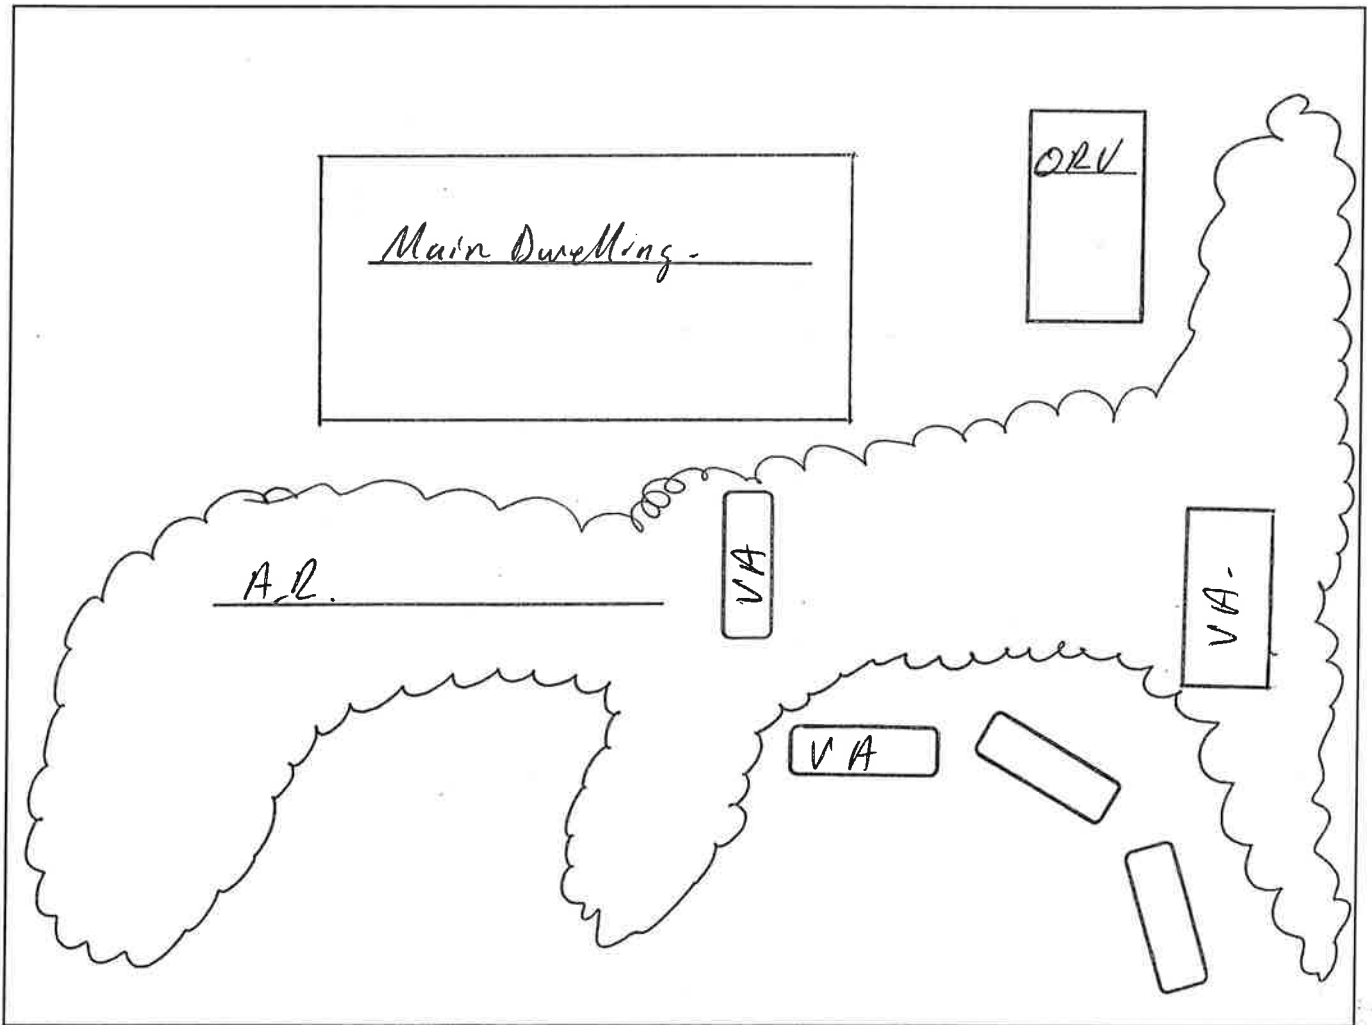 ORV
Main Dwelling.
A.R.
VA
VA.
VA